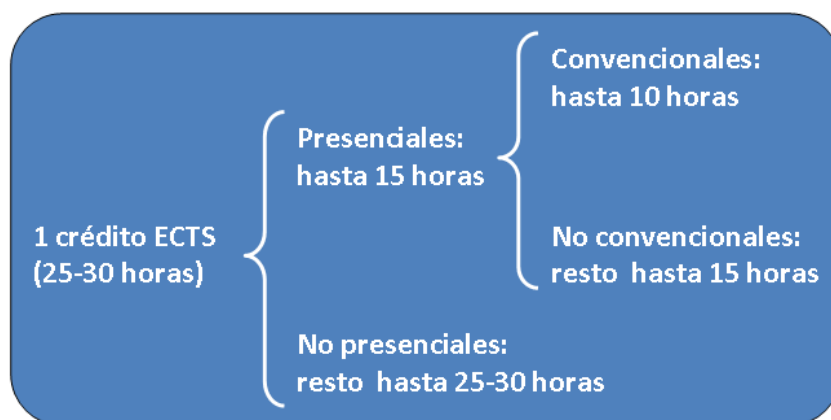 1 crédito ECTS
(25-30 horas)
Presenciales:
hasta 15 horas
Convencionales:
hasta 10 horas
No convencionales:
resto hasta 15 horas
No presenciales:
resto hasta 25-30 horas